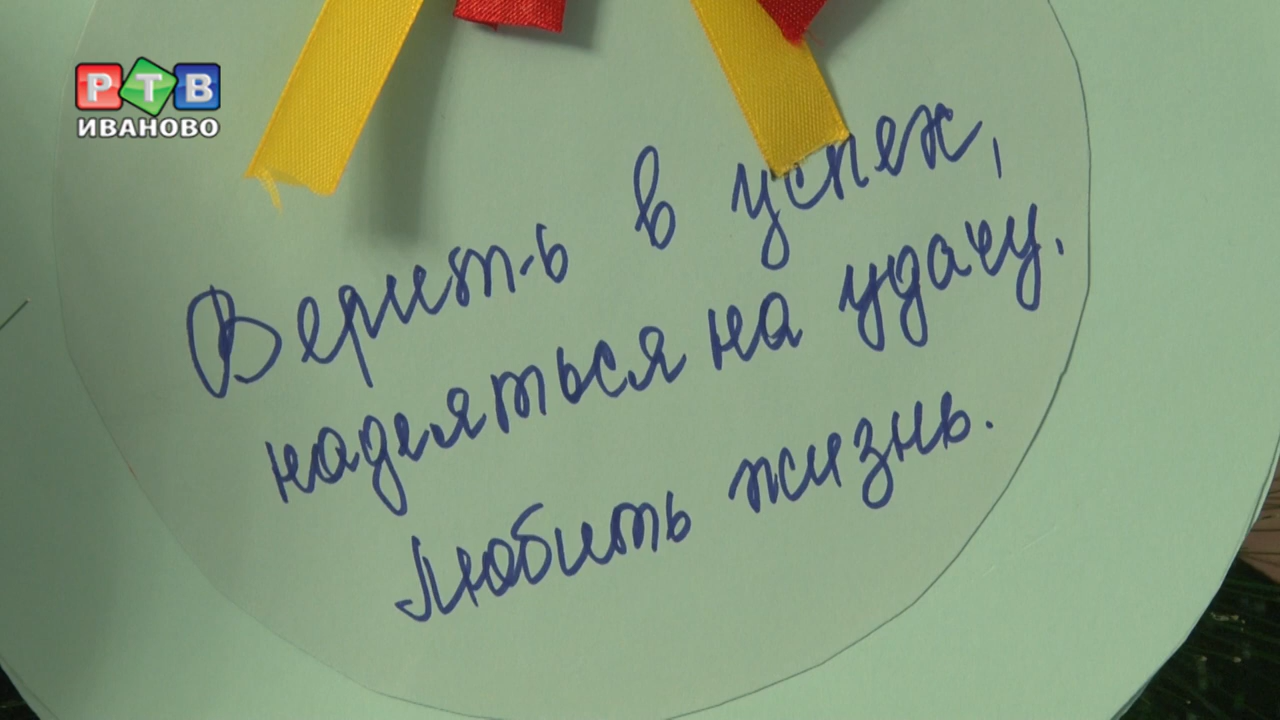 РТВ
ИВАНОВО
Верить в успех,
надеяться на удачу.
Любить жизнь.